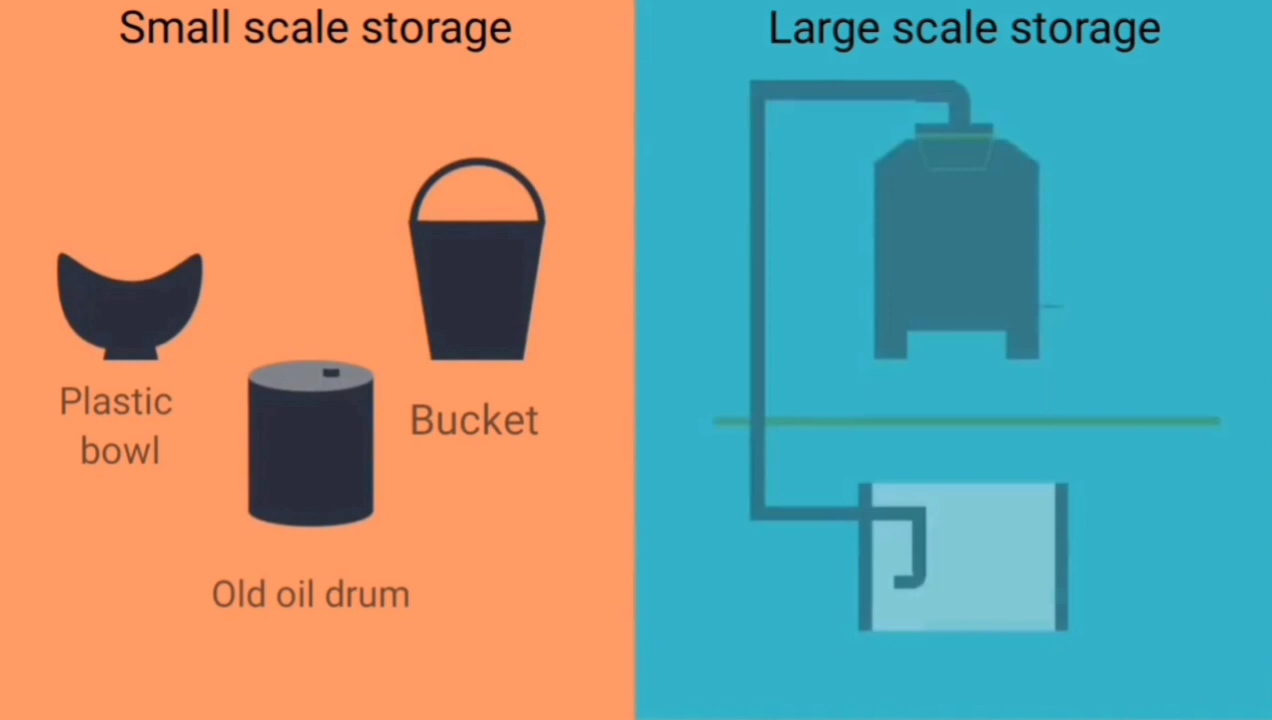 Small scale storage
Large scale storage
Plastic
bowl
Bucket
Old oil drum